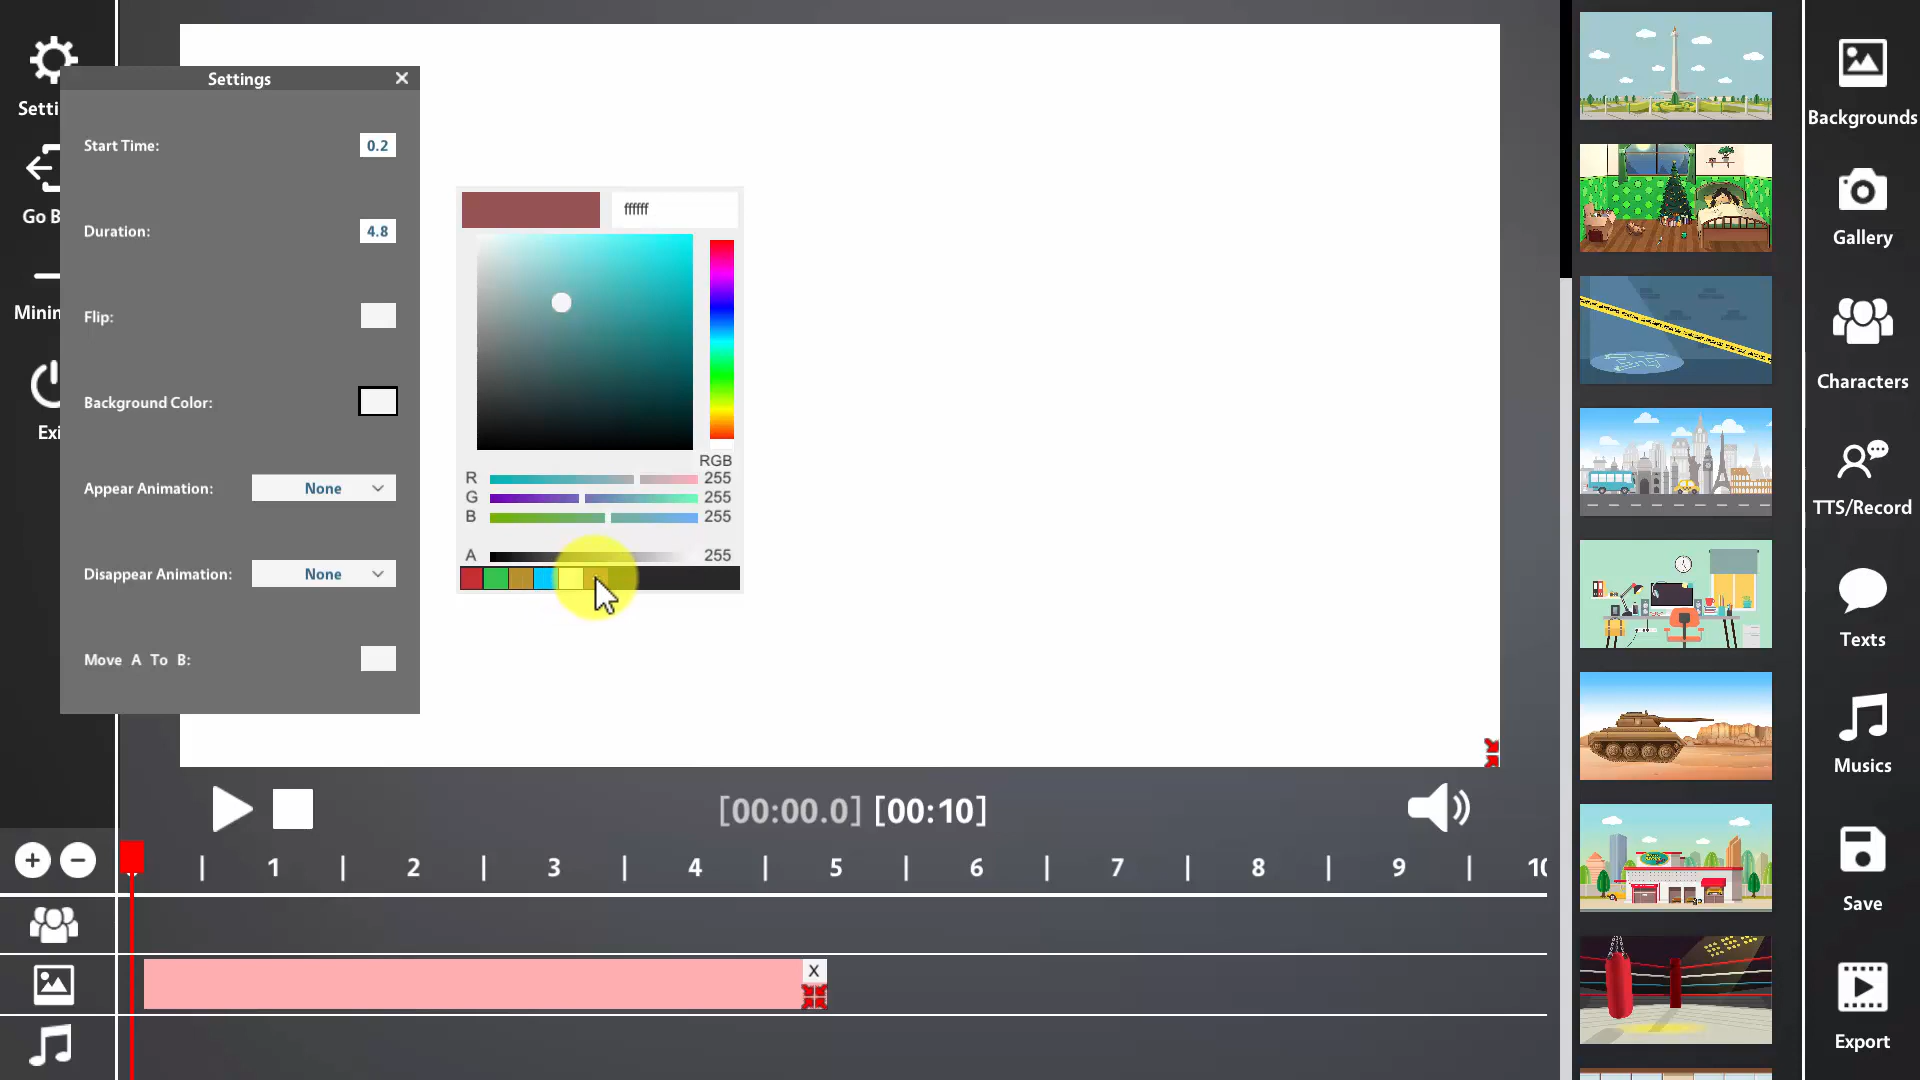 Setti
Go B
Minin
Exi
Settings
Start Time:
0.2
Duration:
4.8
Flip:
Background Color:
Appear Animation:
None
Disappear Animation:
None
Move A To B:
ffffff
RGB
R
255
G
255
B
255
A
255
[00:00.0] [00:10]
1 2 3 4 5 6 7 8 9 10
X
Backgrounds
Gallery
Characters
TTS/Record
Texts
Musics
Save
Export